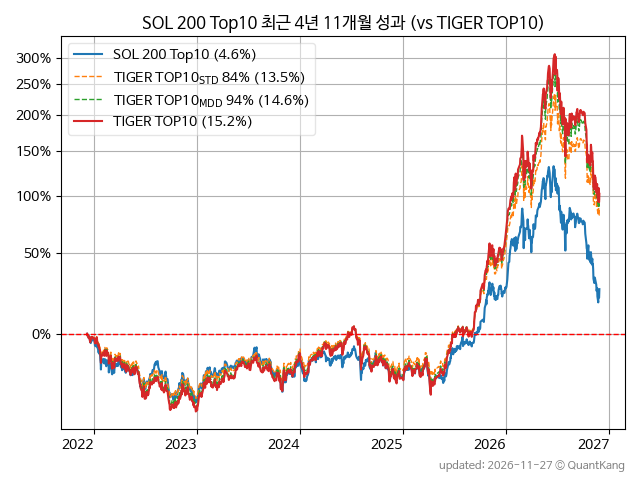 SOL 200 Top10 최근 4년 11개월 성과 (vs TIGER TOP10)
SOL 200 Top10 (4.6%)
TIGER TOP10STD 84% (13.5%)
TIGER TOP10MDD 94% (14.6%)
TIGER TOP10 (15.2%)
300%
250%
200%
150%
100%
50%
0%
2022 2023 2024 2025 2026 2027
updated: 2026-11-27 © QuantKang